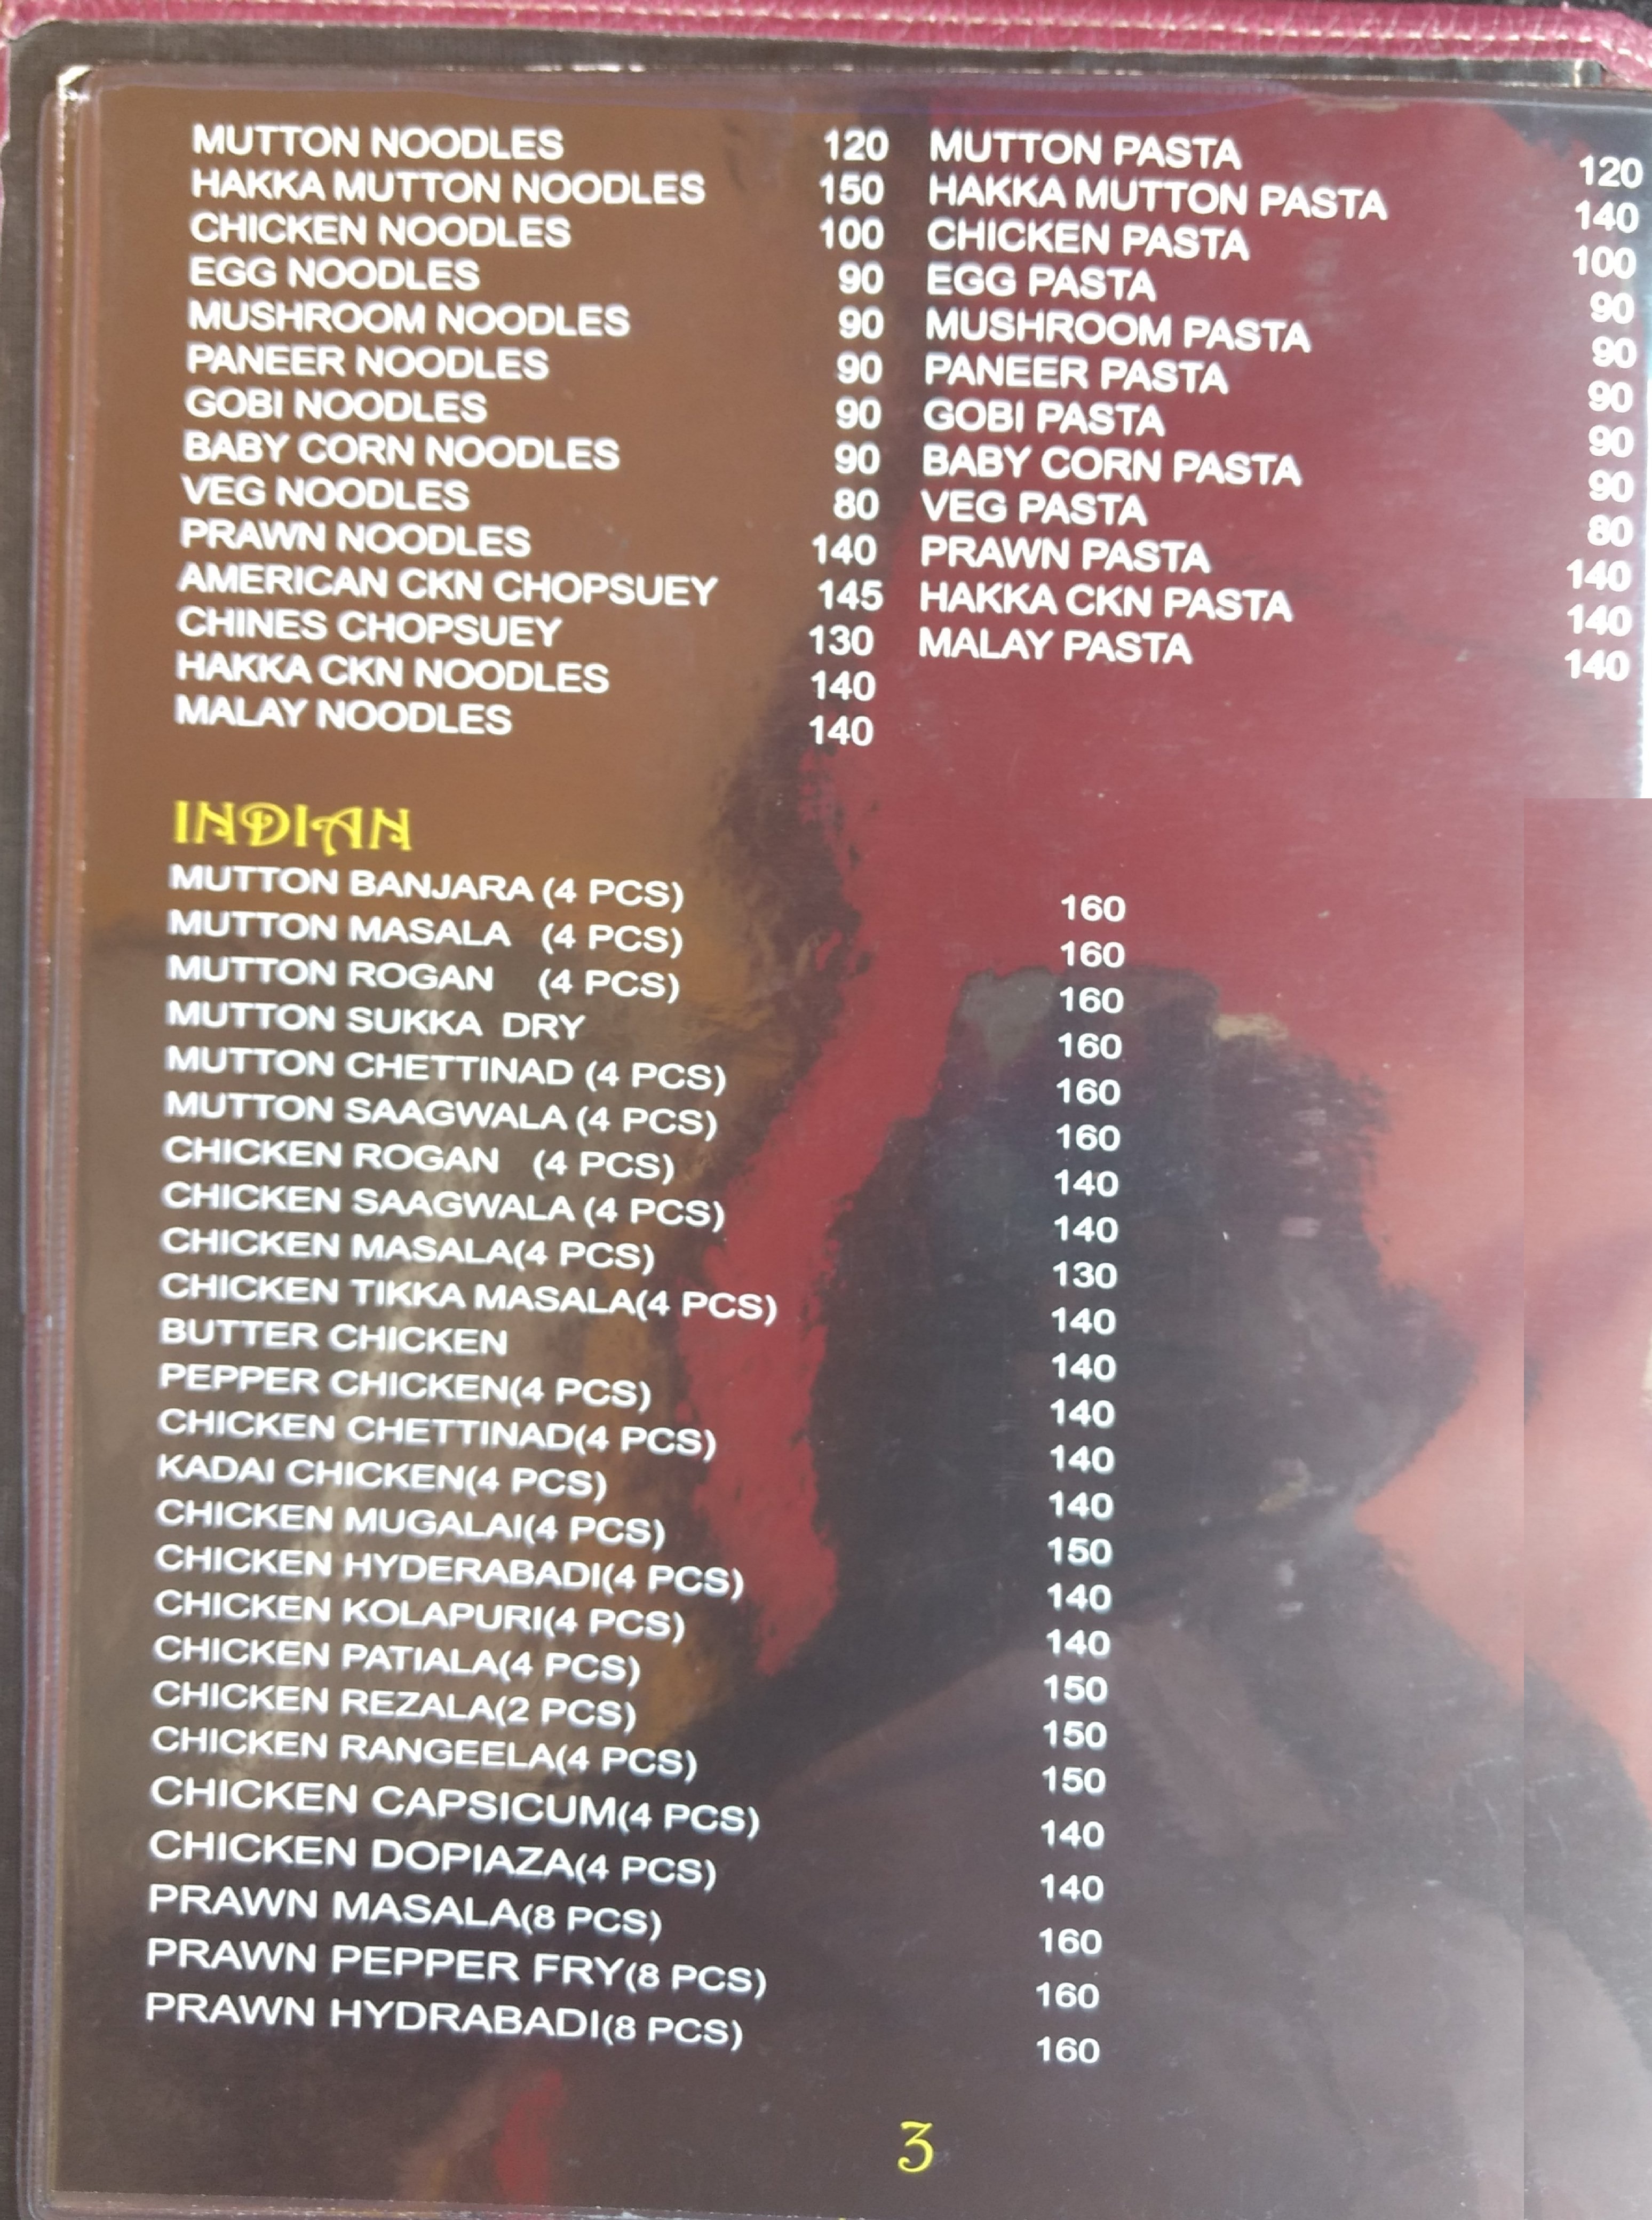 MUTTON NOODLES 120
HAKKA MUTTON NOODLES 150
CHICKEN NOODLES 100
EGG NOODLES 90
MUSHROOM NOODLES 90
PANEER NOODLES 90
GOBI NOODLES 90
BABY CORN NOODLES 90
VEG NOODLES 80
PRAWN NOODLES 140
AMERICAN CKN CHOPSUEY 145
CHINES CHOPSUEY 130
HAKKA CKN NOODLES 140
MALAY NOODLES 140
MUTTON PASTA 120
HAKKA MUTTON PASTA 140
CHICKEN PASTA 100
EGG PASTA 90
MUSHROOM PASTA 90
PANEER PASTA 90
GOBI PASTA 90
BABY CORN PASTA 90
VEG PASTA 80
PRAWN PASTA 140
HAKKA CKN PASTA 140
MALAY PASTA 140
INDIAN
MUTTON BANJARA (4 PCS) 160
MUTTON MASALA (4 PCS) 160
MUTTON ROGAN (4 PCS) 160
MUTTON SUKKA DRY 160
MUTTON CHETTINAD (4 PCS) 160
MUTTON SAAGWALA (4 PCS) 160
CHICKEN ROGAN (4 PCS) 140
CHICKEN SAAGWALA (4 PCS) 140
CHICKEN MASALA(4 PCS) 130
CHICKEN TIKKA MASALA(4 PCS) 140
BUTTER CHICKEN 140
PEPPER CHICKEN(4 PCS) 140
CHICKEN CHETTINAD(4 PCS) 140
KADAI CHICKEN(4 PCS) 140
CHICKEN MUGALAI(4 PCS) 150
CHICKEN HYDERABADI(4 PCS) 140
CHICKEN KOLAPURI(4 PCS) 140
CHICKEN PATIALA(4 PCS) 150
CHICKEN REZALA(2 PCS) 150
CHICKEN RANGEELA(4 PCS) 150
CHICKEN CAPSICUM(4 PCS) 140
CHICKEN DOPIAZA(4 PCS) 140
PRAWN MASALA(8 PCS) 160
PRAWN PEPPER FRY(8 PCS) 160
PRAWN HYDRABADI(8 PCS) 160
3